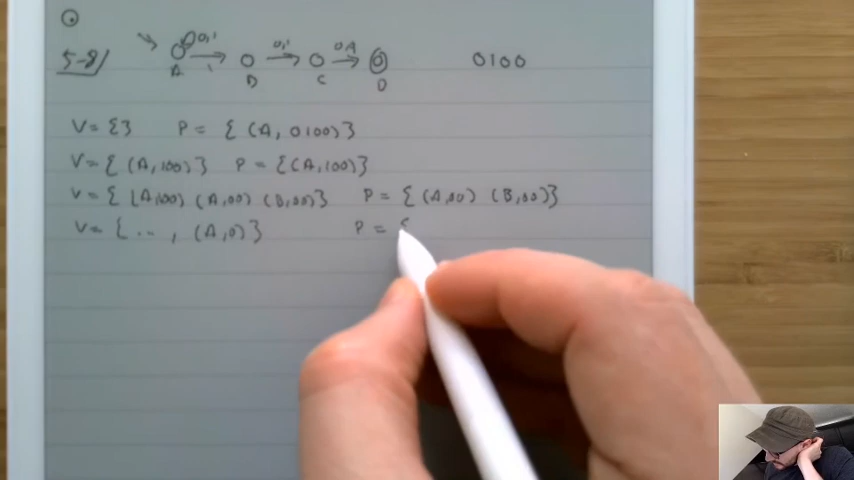 5-8/ 0,1 0,1 0,1 0100
A 1 B C D
V = {} P = { (A, 0100) }
V = { (A, 100) } P = { (A, 100) }
V = { (A, 100) (A, 00) (B, 00) } P = { (A, 00) (B, 00) }
V = { .. , (A, 0) } P = {